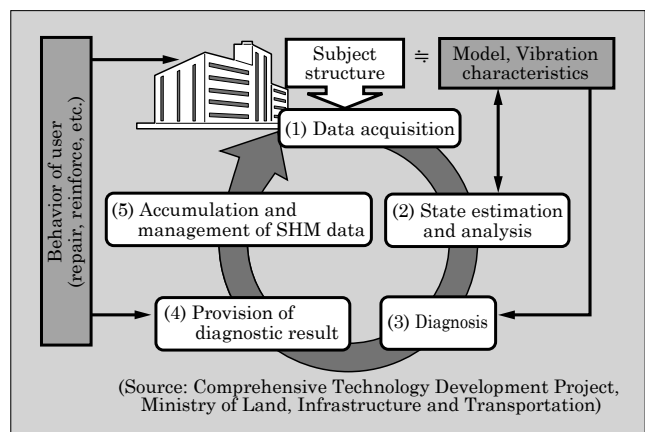 Subject
structure
≒
Model, Vibration
characteristics
Behavior of user
(repair, reinforce, etc.)
(1) Data acquisition
(2) State estimation
and analysis
(3) Diagnosis
(4) Provision of
diagnostic result
(5) Accumulation and
management of SHM data
(Source: Comprehensive Technology Development Project,
Ministry of Land, Infrastructure and Transportation)